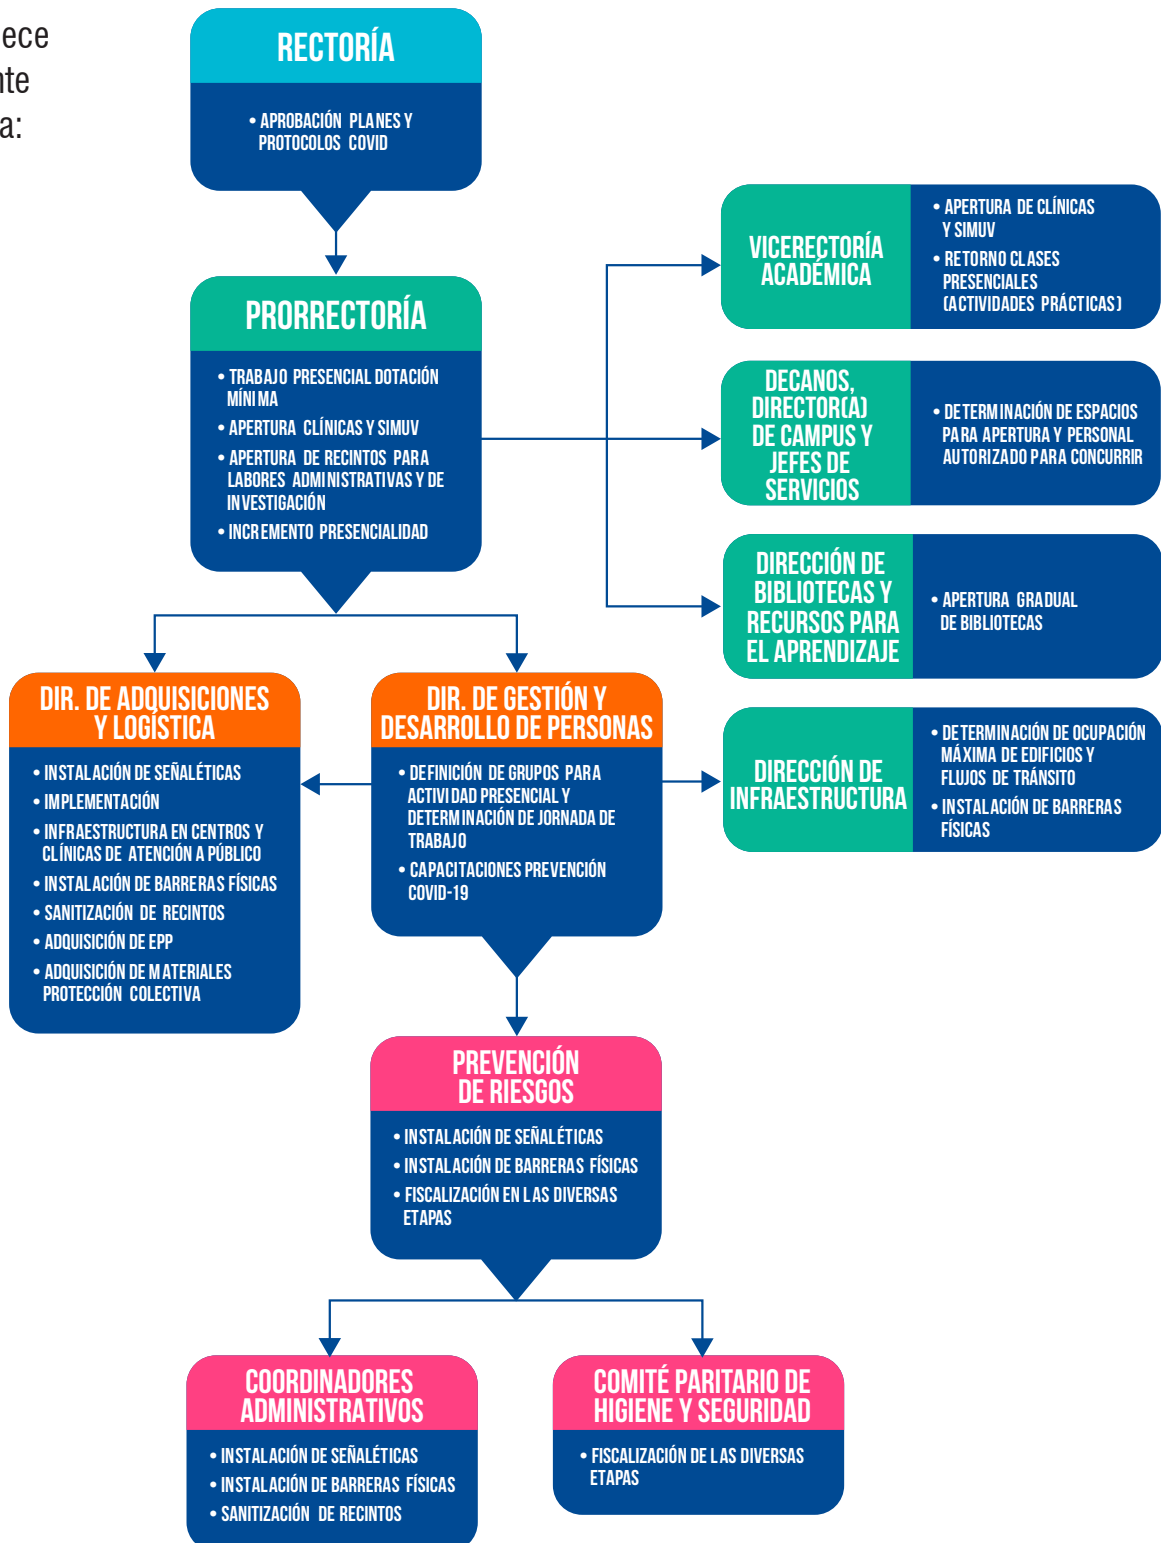 ece
nte
a:
RECTORÍA
• APROBACIÓN PLANES Y
PROTOCOLOS COVID
PRORRECTORÍA
• TRABAJO PRESENCIAL DOTACIÓN
MÍNIMA
• APERTURA CLÍNICAS Y SIMUV
• APERTURA DE RECINTOS PARA
LABORES ADMINISTRATIVAS Y DE
INVESTIGACIÓN
• INCREMENTO PRESENCIALIDAD
VICERECTORÍA
ACADÉMICA
• APERTURA DE CLÍNICAS
Y SIMUV
• RETORNO CLASES
PRESENCIALES
(ACTIVIDADES PRÁCTICAS)
DECANOS,
DIRECTOR(A)
DE CAMPUS Y
JEFES DE
SERVICIOS
• DETERMINACIÓN DE ESPACIOS
PARA APERTURA Y PERSONAL
AUTORIZADO PARA CONCURRIR
DIRECCIÓN DE
BIBLIOTECAS Y
RECURSOS PARA
EL APRENDIZAJE
• APERTURA GRADUAL
DE BIBLIOTECAS
DIR. DE ADQUISICIONES
Y LOGÍSTICA
• INSTALACIÓN DE SEÑALÉTICAS
• IMPLEMENTACIÓN
• INFRAESTRUCTURA EN CENTROS Y
CLÍNICAS DE ATENCIÓN A PÚBLICO
• INSTALACIÓN DE BARRERAS FÍSICAS
• SANITIZACIÓN DE RECINTOS
• ADQUISICIÓN DE EPP
• ADQUISICIÓN DE MATERIALES
PROTECCIÓN COLECTIVA
DIR. DE GESTIÓN Y
DESARROLLO DE PERSONAS
• DEFINICIÓN DE GRUPOS PARA
ACTIVIDAD PRESENCIAL Y
DETERMINACIÓN DE JORNADA DE
TRABAJO
• CAPACITACIONES PREVENCIÓN
COVID-19
DIRECCIÓN DE
INFRAESTRUCTURA
• DETERMINACIÓN DE OCUPACIÓN
MÁXIMA DE EDIFICIOS Y
FLUJOS DE TRÁNSITO
• INSTALACIÓN DE BARRERAS
FÍSICAS
PREVENCIÓN
DE RIESGOS
• INSTALACIÓN DE SEÑALÉTICAS
• INSTALACIÓN DE BARRERAS FÍSICAS
• FISCALIZACIÓN EN LAS DIVERSAS
ETAPAS
COORDINADORES
ADMINISTRATIVOS
• INSTALACIÓN DE SEÑALÉTICAS
• INSTALACIÓN DE BARRERAS FÍSICAS
• SANITIZACIÓN DE RECINTOS
COMITÉ PARITARIO DE
HIGIENE Y SEGURIDAD
• FISCALIZACIÓN DE LAS DIVERSAS
ETAPAS